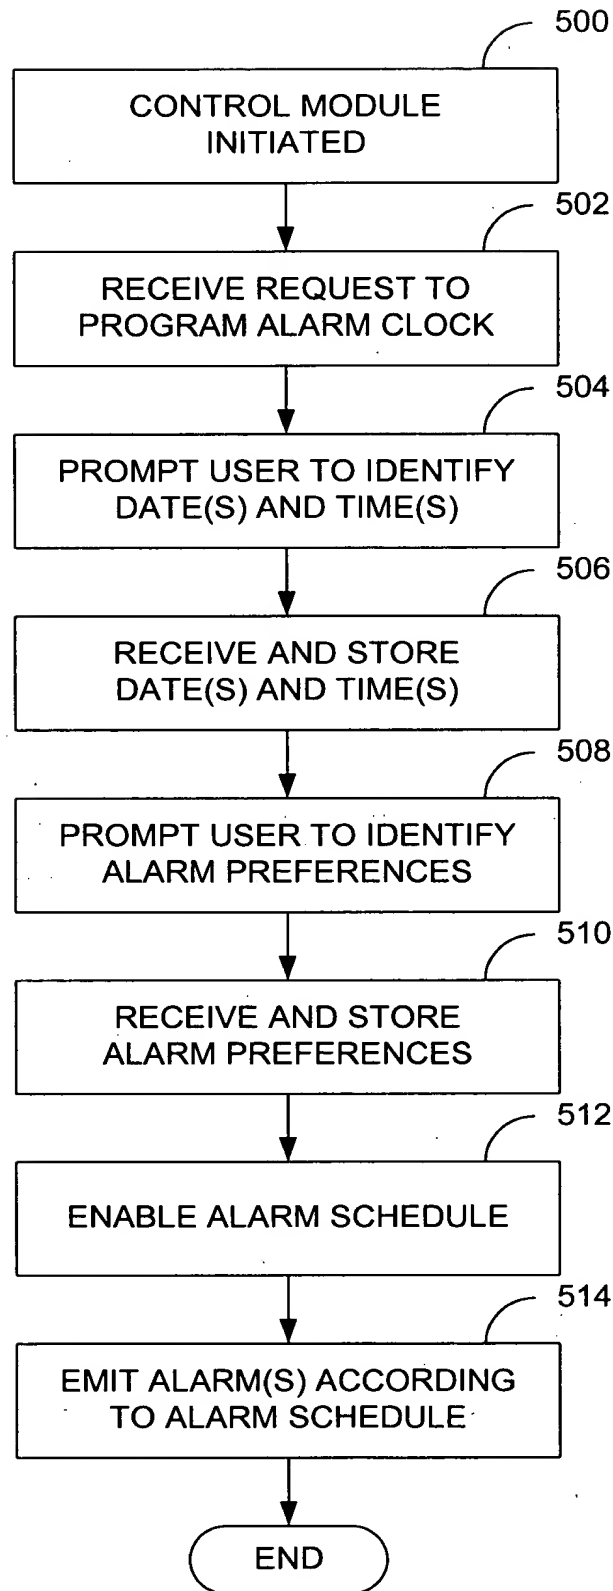 500
CONTROL MODULE
INITIATED
502
RECEIVE REQUEST TO
PROGRAM ALARM CLOCK
504
PROMPT USER TO IDENTIFY
DATE(S) AND TIME(S)
506
RECEIVE AND STORE
DATE(S) AND TIME(S)
508
PROMPT USER TO IDENTIFY
ALARM PREFERENCES
510
RECEIVE AND STORE
ALARM PREFERENCES
512
ENABLE ALARM SCHEDULE
514
EMIT ALARM(S) ACCORDING
TO ALARM SCHEDULE
END